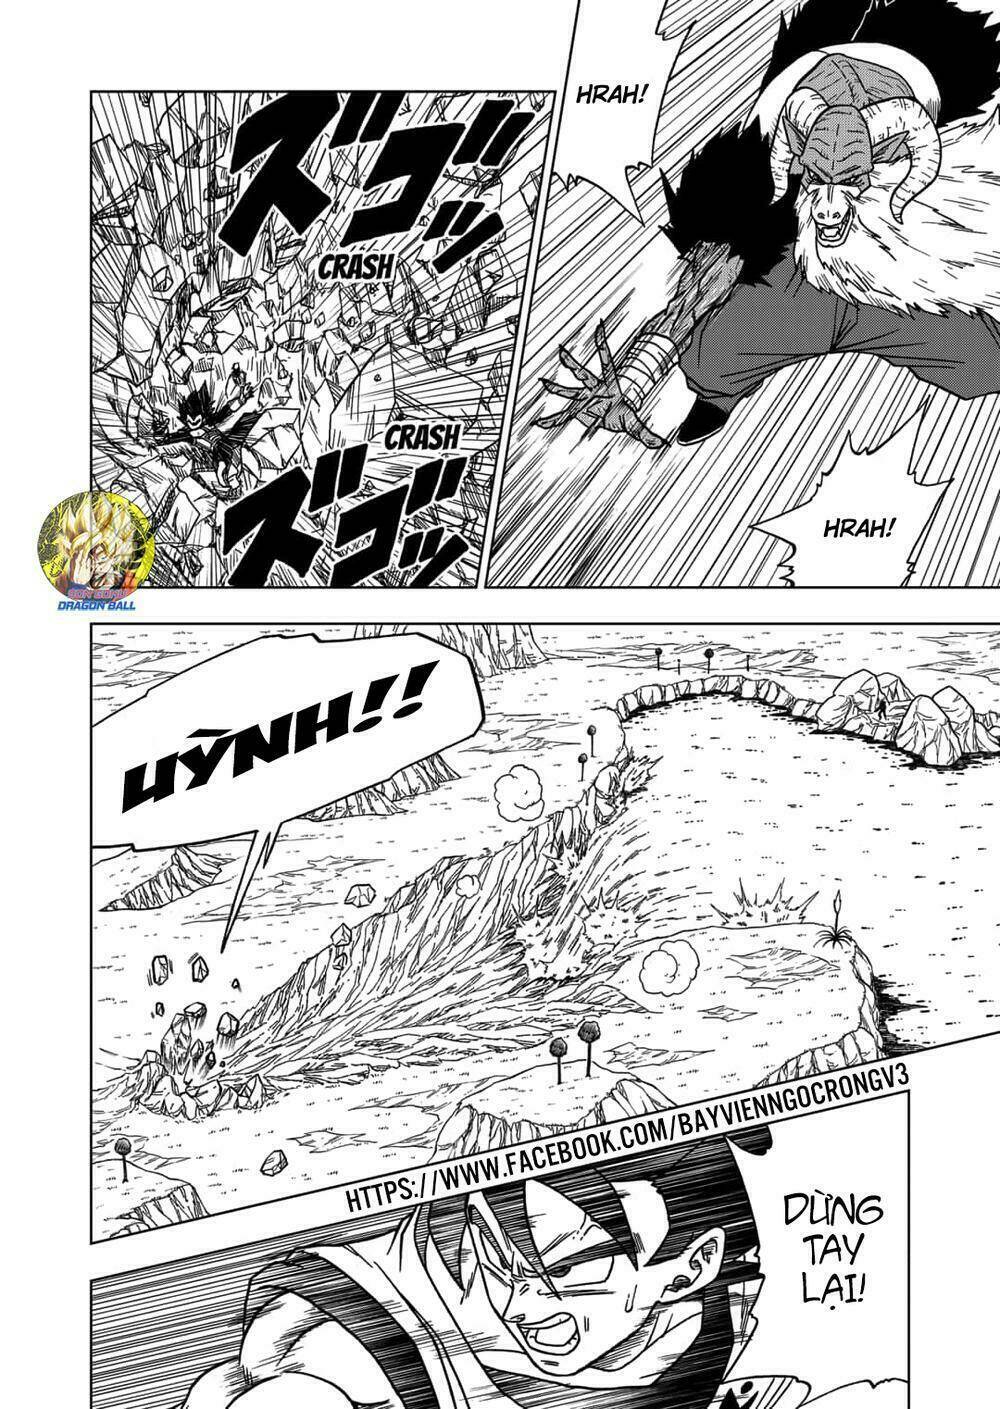 HRAH!
ズゴッ
CRASH
CRASH
ズゴッ
HRAH!
SON GOKU
DRAGON BALL
UỲNH!!
HTTPS://WWW.FACEBOOK.COM/BAYVIENNGOCRONGV3
DỪNG
TAY
LẠI!